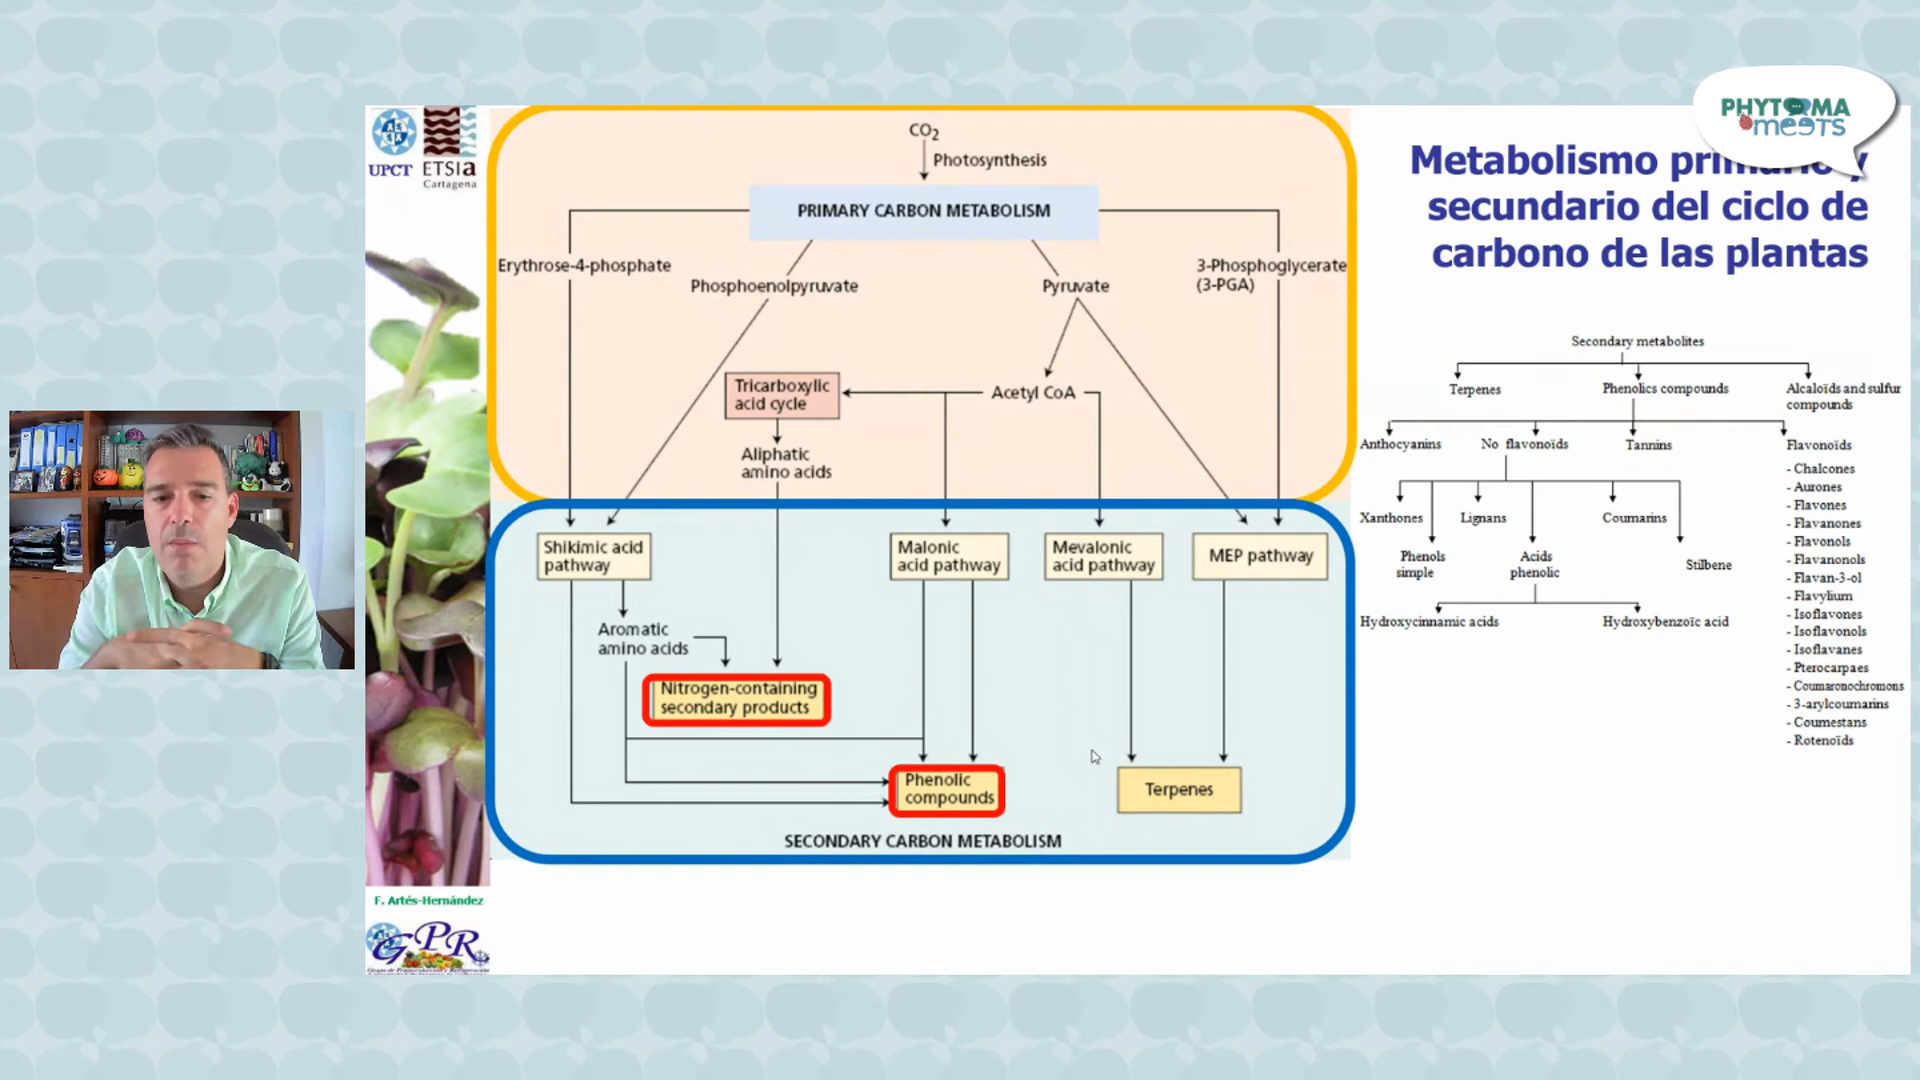 PHYTOMA
meets
UPCT
ETSIa
Cartagena
Metabolismo primario y
secundario del ciclo de
carbono de las plantas
CO2
Photosynthesis
PRIMARY CARBON METABOLISM
Erythrose-4-phosphate
Phosphoenolpyruvate
Pyruvate
3-Phosphoglycerate
(3-PGA)
Tricarboxylic
acid cycle
Acetyl CoA
Aliphatic
amino acids
Shikimic acid
pathway
Malonic
acid pathway
Mevalonic
acid pathway
MEP pathway
Aromatic
amino acids
Nitrogen-containing
secondary products
Phenolic
compounds
Terpenes
SECONDARY CARBON METABOLISM
Secondary metabolites
Terpenes
Phenolics compounds
Alcaloïds and sulfur
compounds
Anthocyanins
No flavonoïds
Tannins
Flavonoïds
- Chalcones
- Aurones
- Flavones
- Flavanones
- Flavonols
- Flavanonols
- Flavan-3-ol
- Flavylium
- Isoflavones
- Isoflavonols
- Isoflavanes
- Pterocarpaes
- Coumaronochromons
- 3-arylcoumarins
- Coumestans
- Rotenoïds
Xanthones
Lignans
Coumarins
Phenols
simple
Acids
phenolic
Stilbene
Hydroxycinnamic acids
Hydroxybenzoïc acid
F. Artés-Hernández
GPR